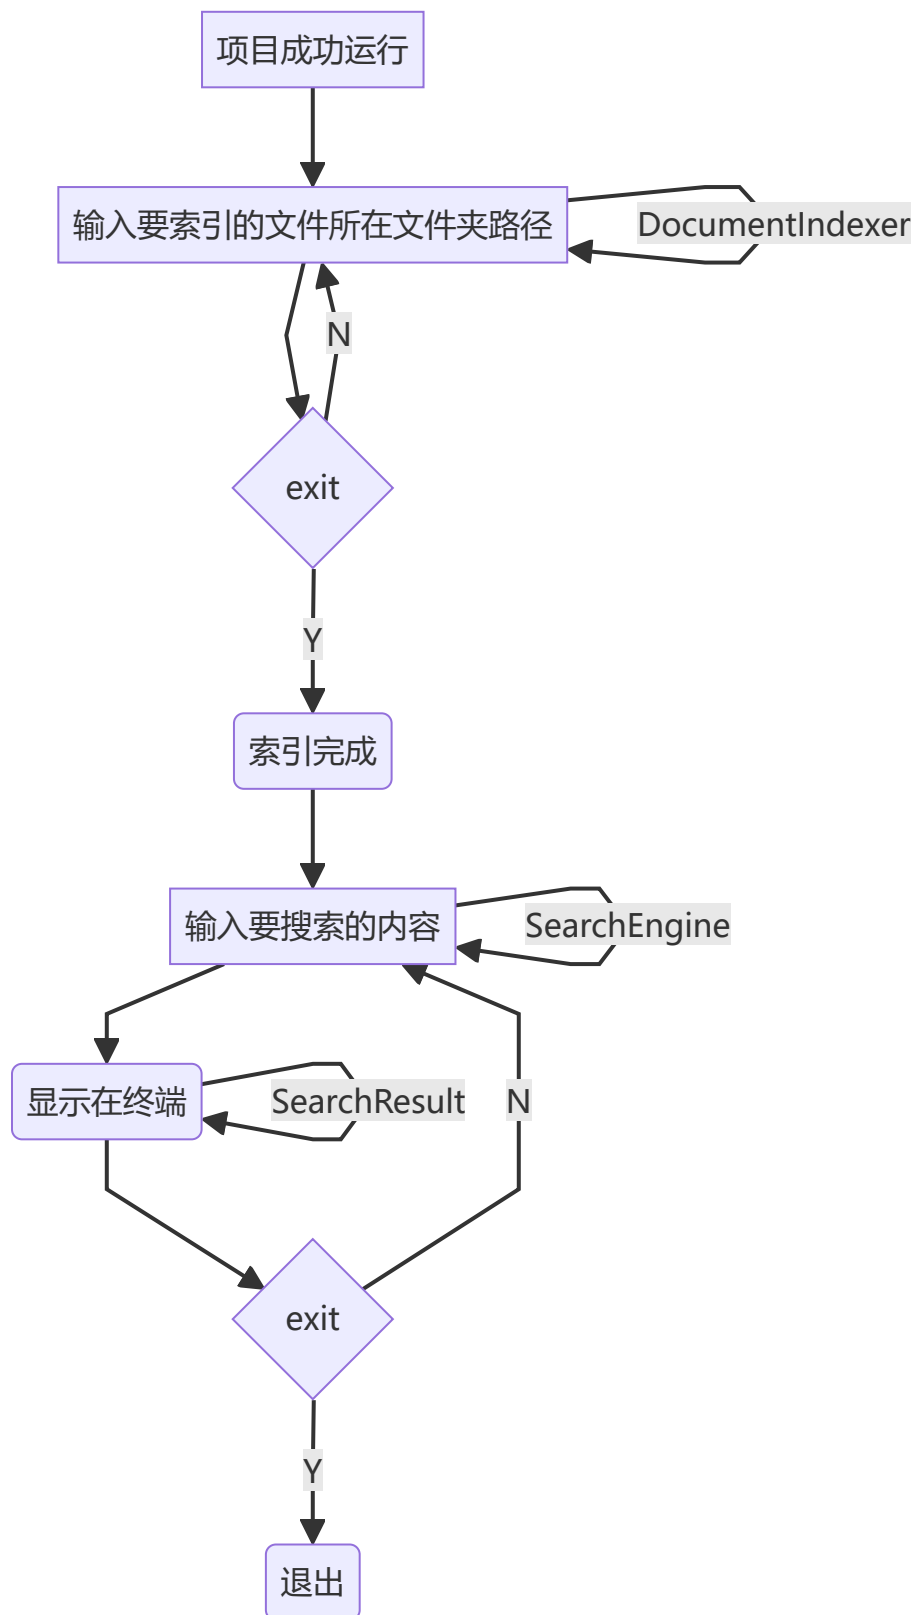 项目成功运行
输入要索引的文件所在文件夹路径
DocumentIndexer
N
exit
Y
索引完成
输入要搜索的内容
SearchEngine
显示在终端
SearchResult
N
exit
Y
退出